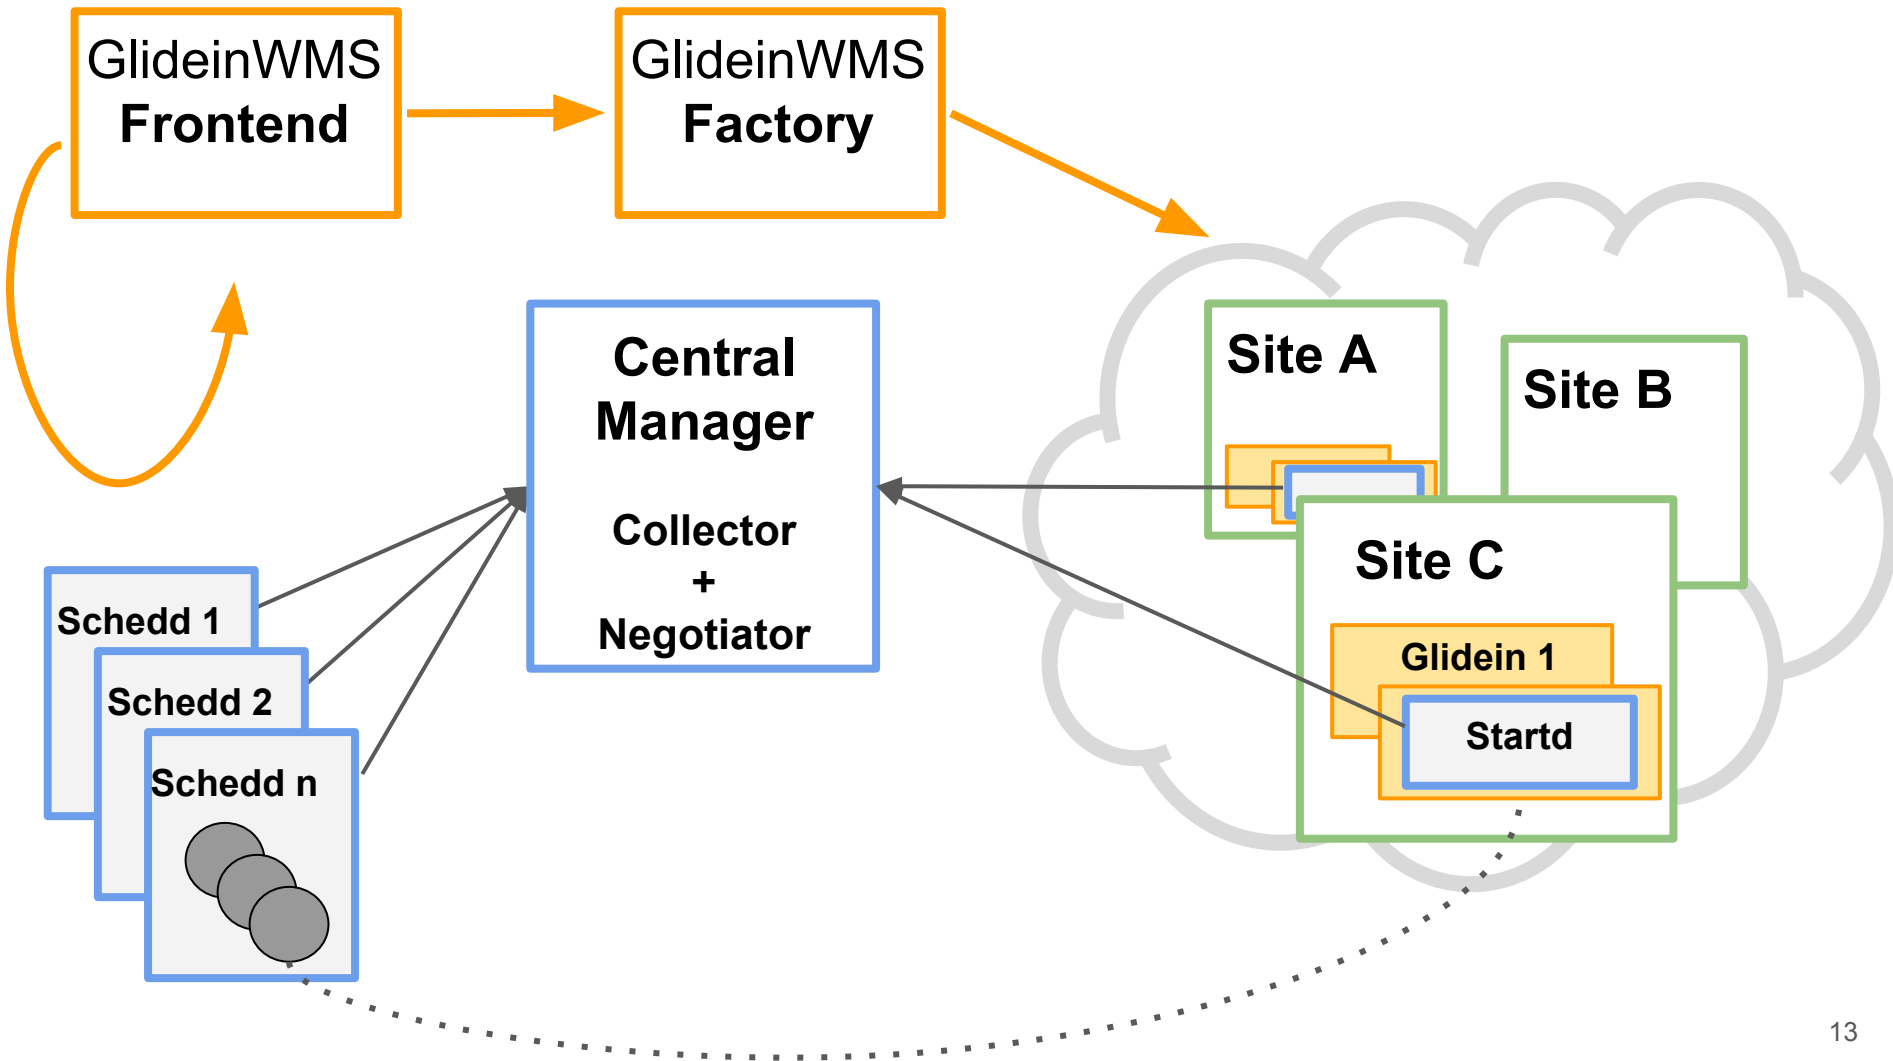 GlideinWMS
Frontend
GlideinWMS
Factory
Central
Manager
Collector
+
Negotiator
Site A
Site B
Site C
Glidein 1
Startd
Schedd 1
Schedd 2
Schedd n
13